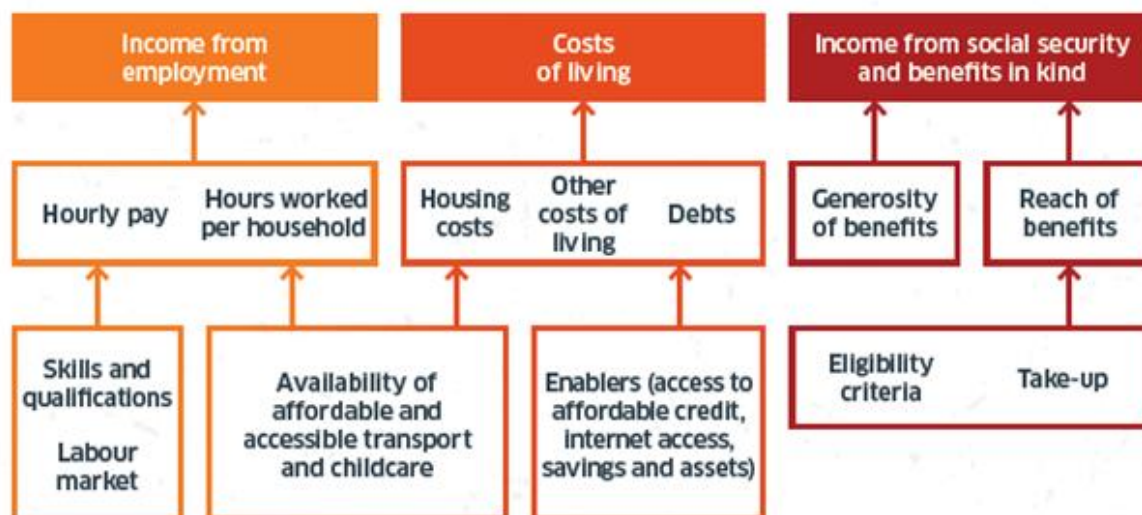 Income from
employment
Costs
of living
Income from social security
and benefits in kind
Hourly pay
Hours worked
per household
Housing
costs
Other
costs of
living
Debts
Generosity
of benefits
Reach of
benefits
Skills and
qualifications
Labour
market
Availability of
affordable and
accessible transport
and childcare
Enablers (access to
affordable credit,
internet access,
savings and assets)
Eligibility
criteria
Take-up